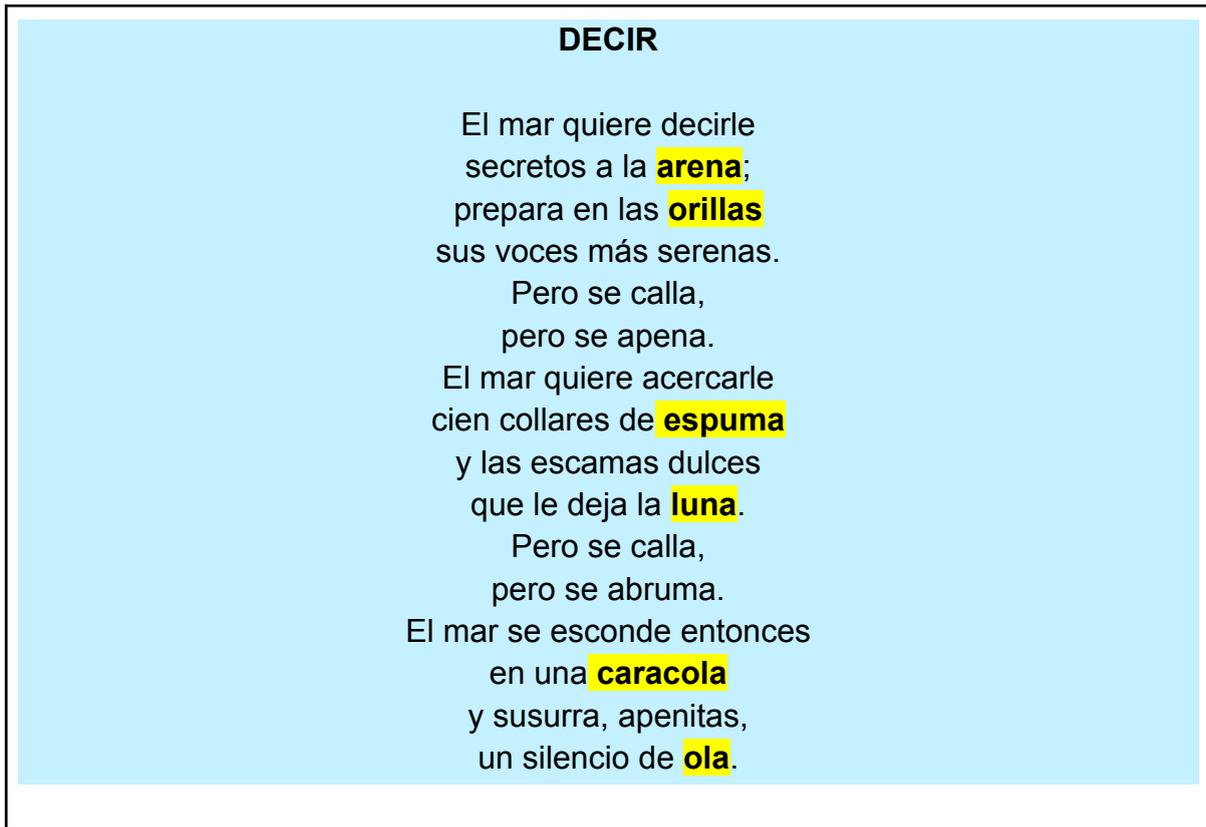 DECIR
El mar quiere decirle
secretos a la arena;
prepara en las orillas
sus voces más serenas.
Pero se calla,
pero se apena.
El mar quiere acercarle
cien collares de espuma
y las escamas dulces
que le deja la luna.
Pero se calla,
pero se abruma.
El mar se esconde entonces
en una caracola
y susurra, apenitas,
un silencio de ola.